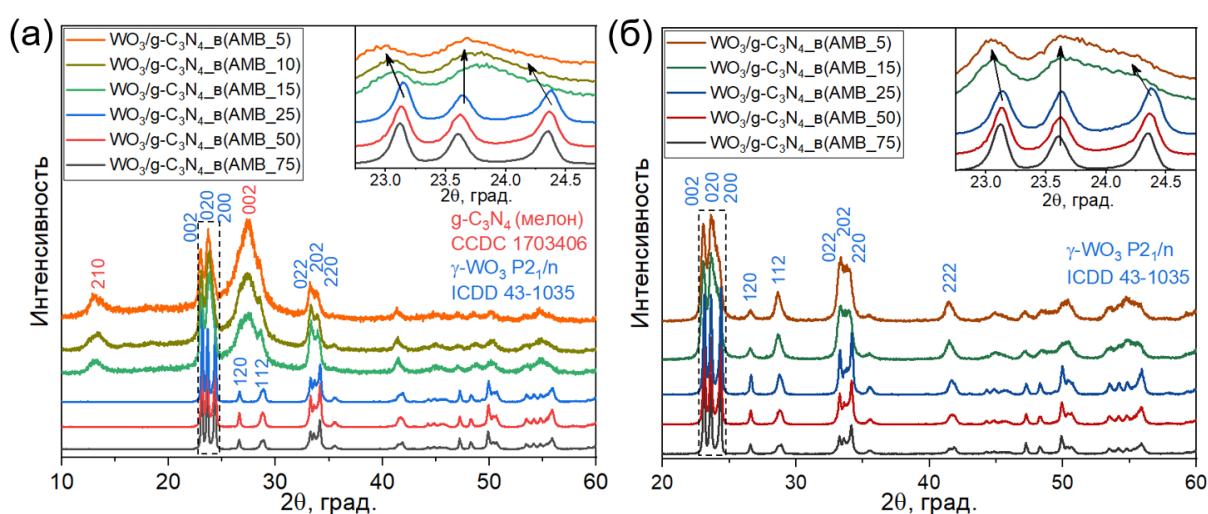 (а)
WO₃/g-C₃N₄_в(AMB_5)
WO₃/g-C₃N₄_в(AMB_10)
WO₃/g-C₃N₄_в(AMB_15)
WO₃/g-C₃N₄_в(AMB_25)
WO₃/g-C₃N₄_в(AMB_50)
WO₃/g-C₃N₄_в(AMB_75)
23.0 23.5 24.0 24.5
2θ, град.
210
002
020
200
002
g-C₃N₄ (мелон)
CCDC 1703406
γ-WO₃ P2₁/n
ICDD 43-1035
022
202
220
120
112
Интенсивность
10 20 30 40 50 60
2θ, град.
(б)
WO₃/g-C₃N₄_в(AMB_5)
WO₃/g-C₃N₄_в(AMB_15)
WO₃/g-C₃N₄_в(AMB_25)
WO₃/g-C₃N₄_в(AMB_50)
WO₃/g-C₃N₄_в(AMB_75)
23.0 23.5 24.0 24.5
2θ, град.
002
020
200
120
112
022
202
220
222
γ-WO₃ P2₁/n
ICDD 43-1035
Интенсивность
20 30 40 50 60
2θ, град.